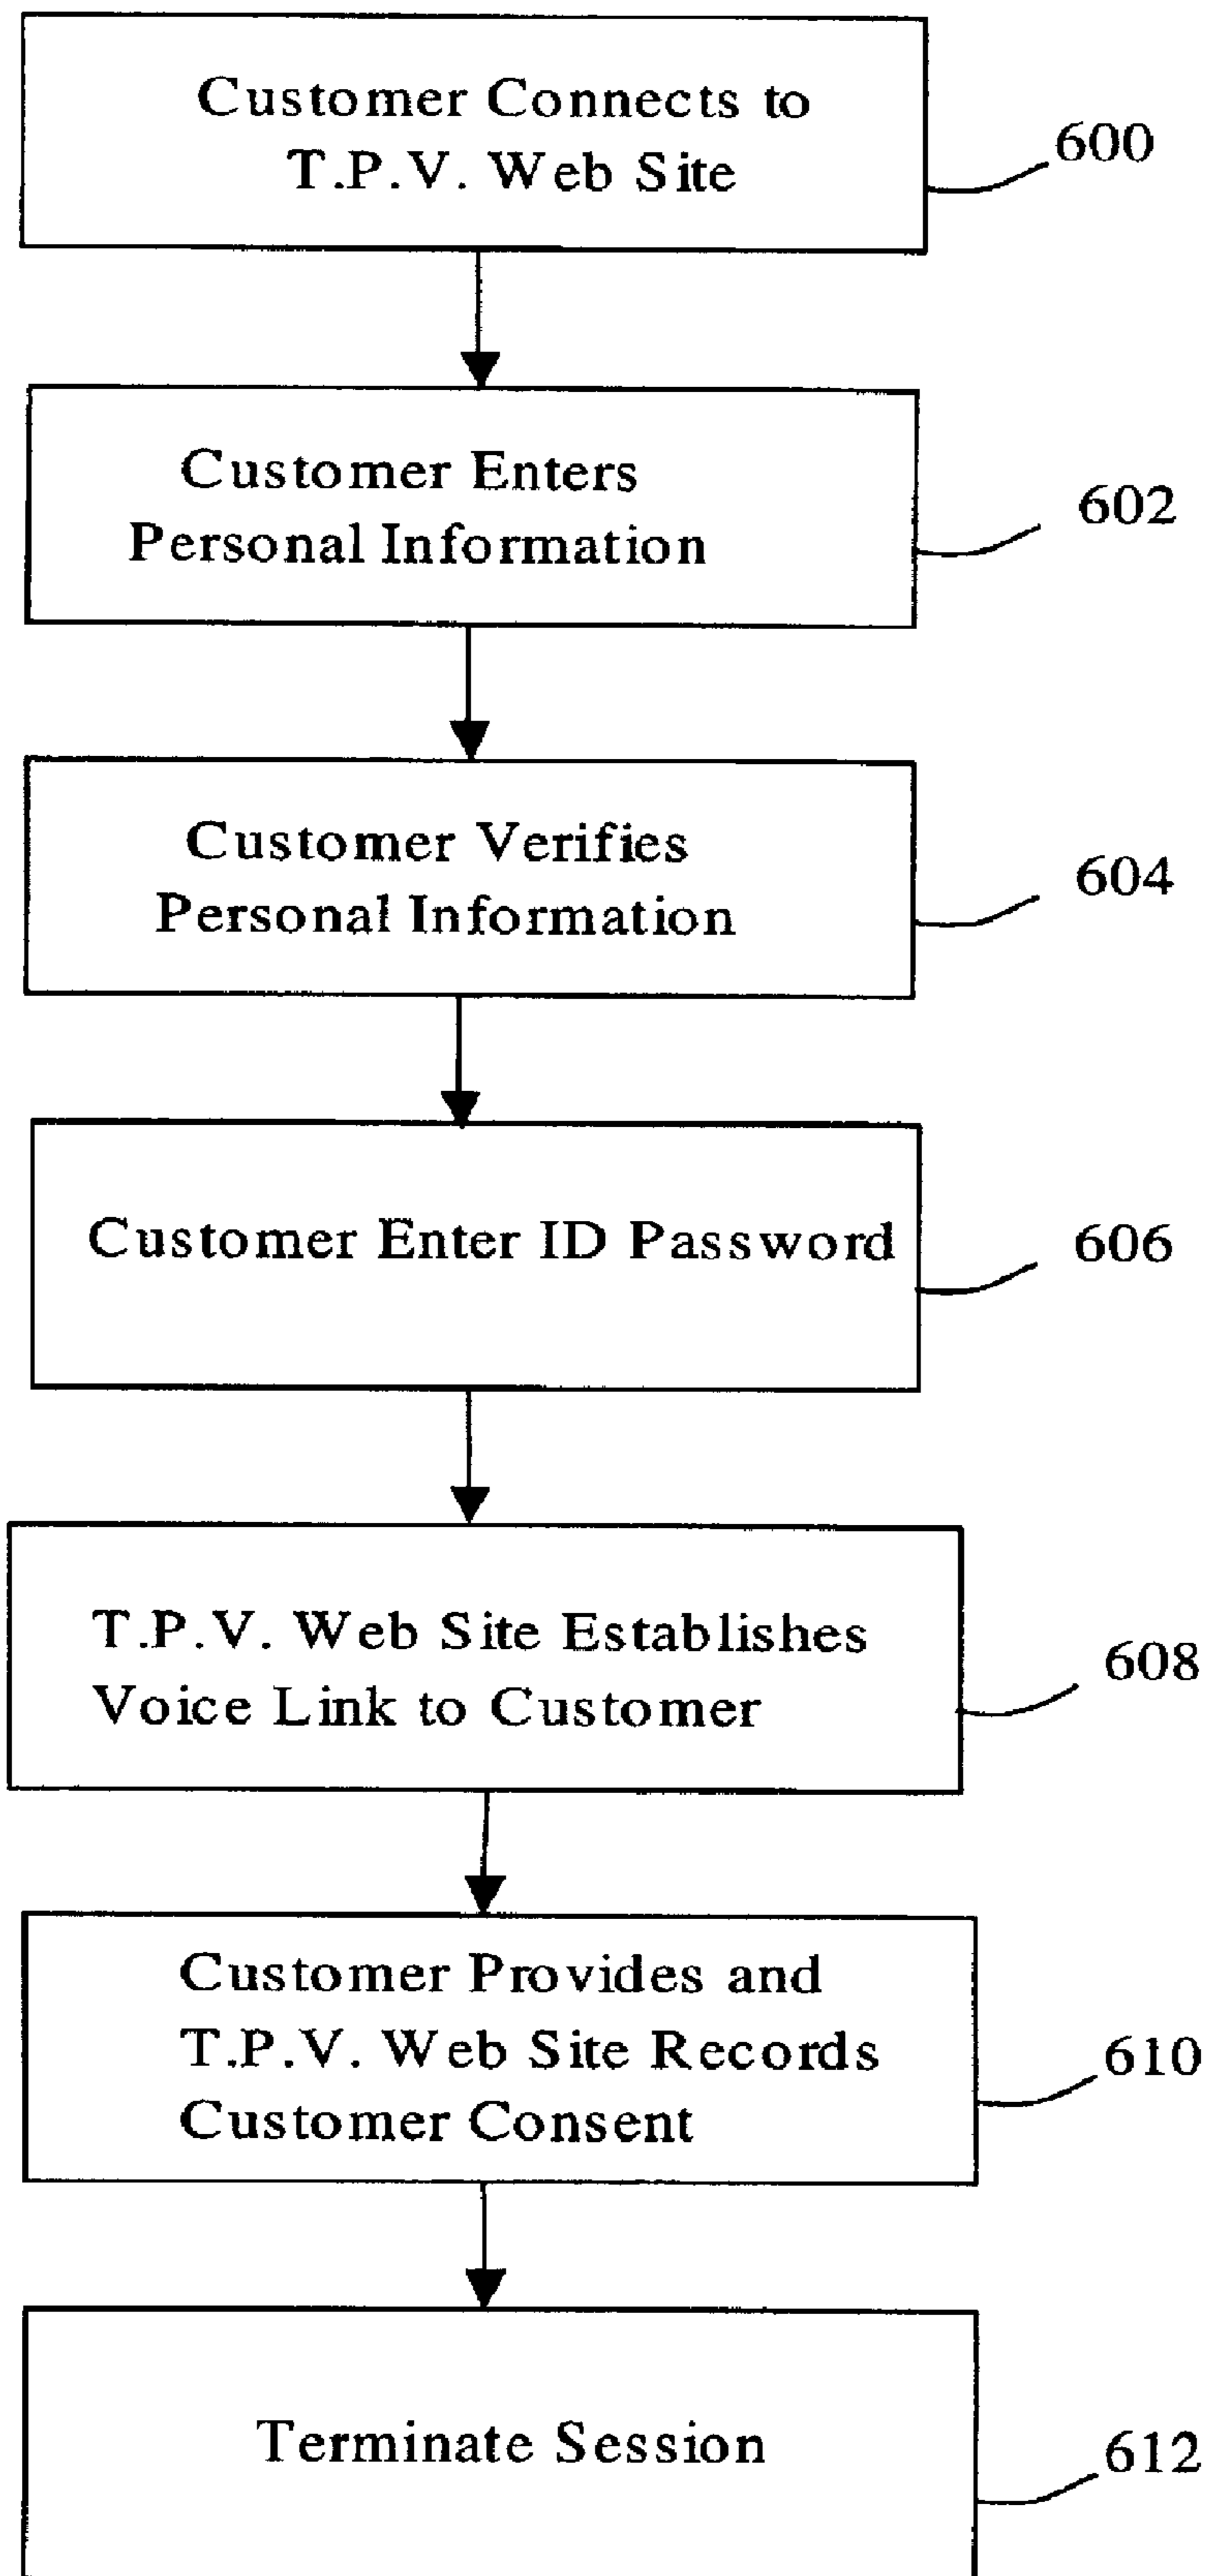 Customer Connects to
T.P.V. Web Site
600
Customer Enters
Personal Information
602
Customer Verifies
Personal Information
604
Customer Enter ID Password
606
T.P.V. Web Site Establishes
Voice Link to Customer
608
Customer Provides and
T.P.V. Web Site Records
Customer Consent
610
Terminate Session
612